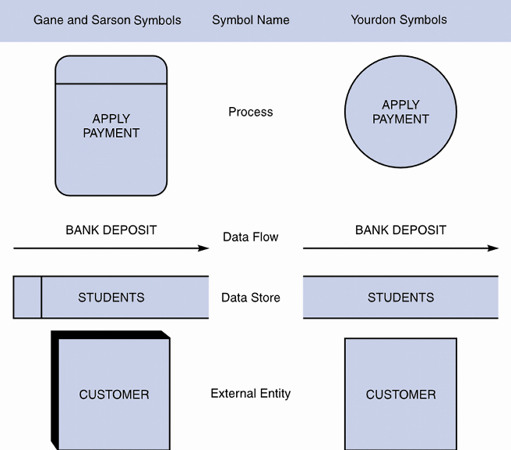 Gane and Sarson Symbols Symbol Name Yourdon Symbols
APPLY
PAYMENT
Process
APPLY
PAYMENT
BANK DEPOSIT
Data Flow
BANK DEPOSIT
STUDENTS Data Store STUDENTS
CUSTOMER External Entity CUSTOMER